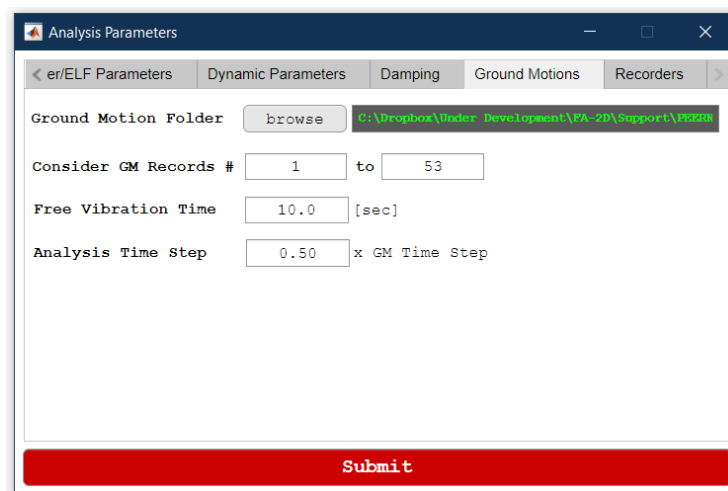 Analysis Parameters
er/ELF Parameters Dynamic Parameters Damping Ground Motions Recorders
Ground Motion Folder browse C:\Dropbox\Under Development\FA-2D\Support\PEERN
Consider GM Records # 1 to 53
Free Vibration Time 10.0 [sec]
Analysis Time Step 0.50 x GM Time Step
Submit